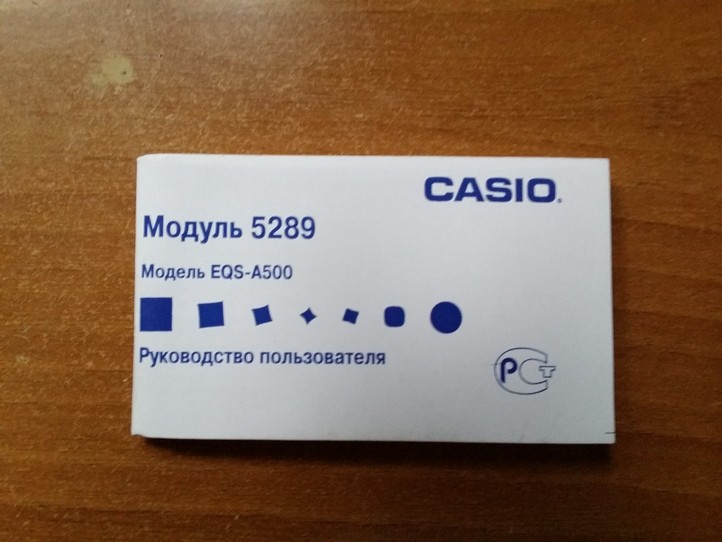 CASIO
Модуль 5289
Модель EQS-A500
Руководство пользователя
РСТ